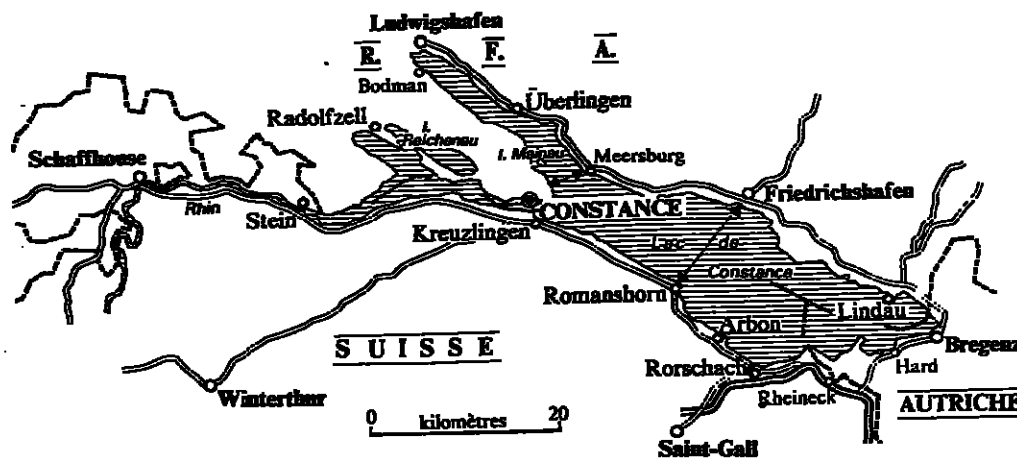 Ludwigshafen
R. F. A.
Bodman
Überlingen
Radolfzell
I. Reichenau
I. Mainau
Meersburg
Schaffhouse
Friedrichshafen
Rhin
Stein
CONSTANCE
Kreuzlingen
Lac de
Constance
Romanshorn
Lindau
Arbon
SUISSE
Bregenz
Rorschach
Hard
Winterthur
Rheineck
AUTRICHE
0 20
kilomètres
Saint-Gall